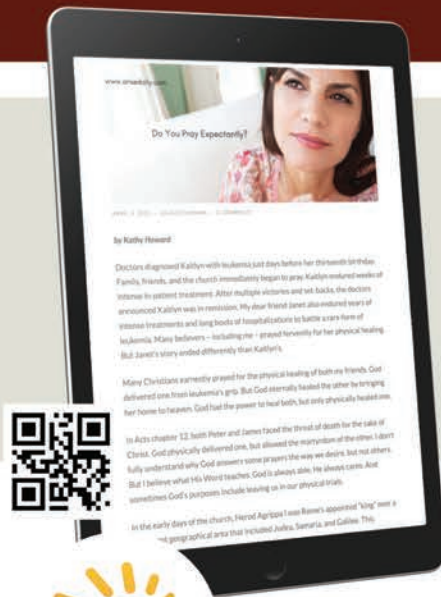 www.arisedaily.com
Do You Pray Expectantly?
by Kathy Howard
Doctors diagnosed Kaitlyn with leukemia just days before her thirteenth birthday.
Family, friends, and the church immediately began to pray. Kaitlyn endured weeks of
intense in-patient treatment. After multiple victories and set-backs, the doctors
announced Kaitlyn was in remission. My dear friend Janet also endured years of
intense treatments and long bouts of hospitalizations to battle a rare form of
leukemia. Many believers – including me – prayed fervently for her physical healing.
But Janet's story ended differently than Kaitlyn's.
Many Christians earnestly prayed for the physical healing of both my friends. God
delivered one from leukemia's grip. But God eternally healed the other by bringing
her home to heaven. God had the power to heal both, but only physically healed one.
In Acts chapter 12, both Peter and James faced the threat of death for the sake of
Christ. God physically delivered one, but allowed the martyrdom of the other. I don't
fully understand why God answers some prayers the way we desire, but not others.
But I believe what His Word teaches. God is always able. He always cares. And
sometimes God's purposes include leaving us in our physical trials.
In the early days of the church, Herod Agrippa I was Rome's appointed "king" over a
geographical area that included Judea, Samaria, and Galilee. This